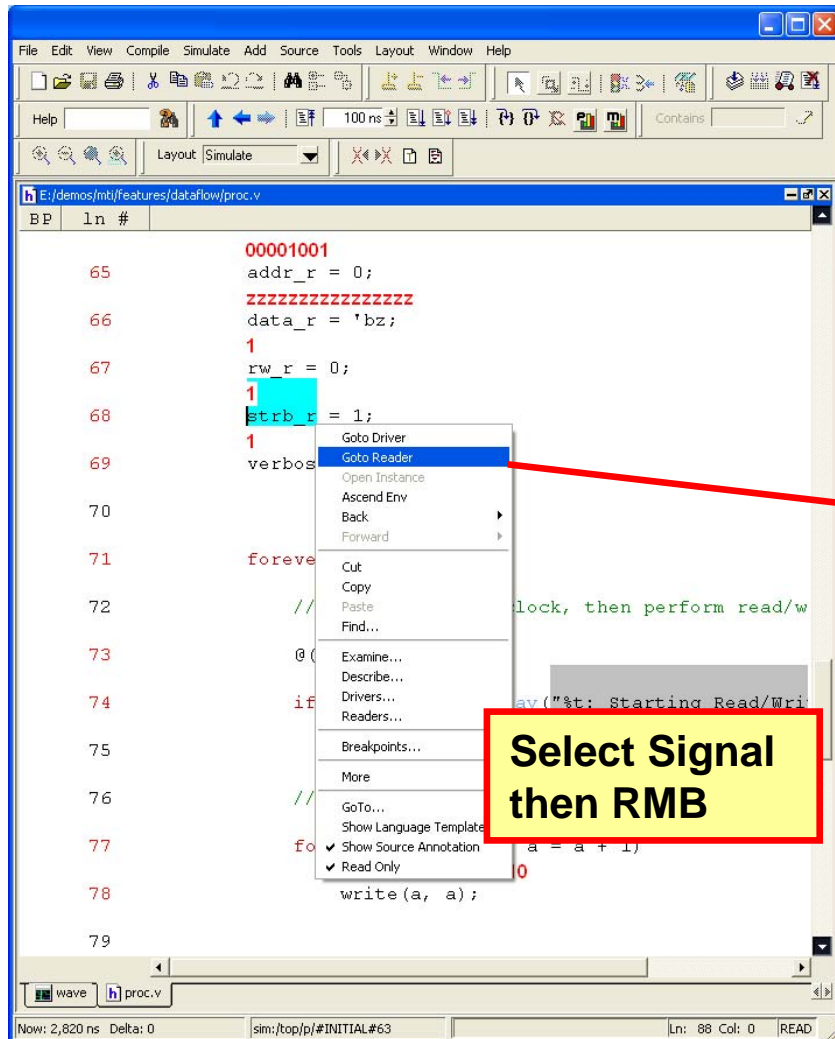 File Edit View Compile Simulate Add Source Tools Layout Window Help
Help 100 ns Contains
Layout Simulate
h E:/demos/mti/features/dataflow/proc.v
BP ln #
00001001
65 addr_r = 0;
zzzzzzzzzzzzzzzz
66 data_r = 'bz;
1
67 rw_r = 0;
1
68 strb_r = 1;
1
69 verbos
70
71 foreve
72 // lock, then perform read/w
73 @(
74 if ay("%t: Starting Read/Wri
75
76 //
77 fo a = a + 1)
10
78 write(a, a);
79
Goto Driver
Goto Reader
Open Instance
Ascend Env
Back
Forward
Cut
Copy
Paste
Find...
Examine...
Describe...
Drivers...
Readers...
Breakpoints...
More
GoTo...
Show Language Template
Show Source Annotation
Read Only
Select Signal
then RMB
wave h proc.v
Now: 2,820 ns Delta: 0 sim:/top/p/#INITIAL#63 Ln: 88 Col: 0 READ